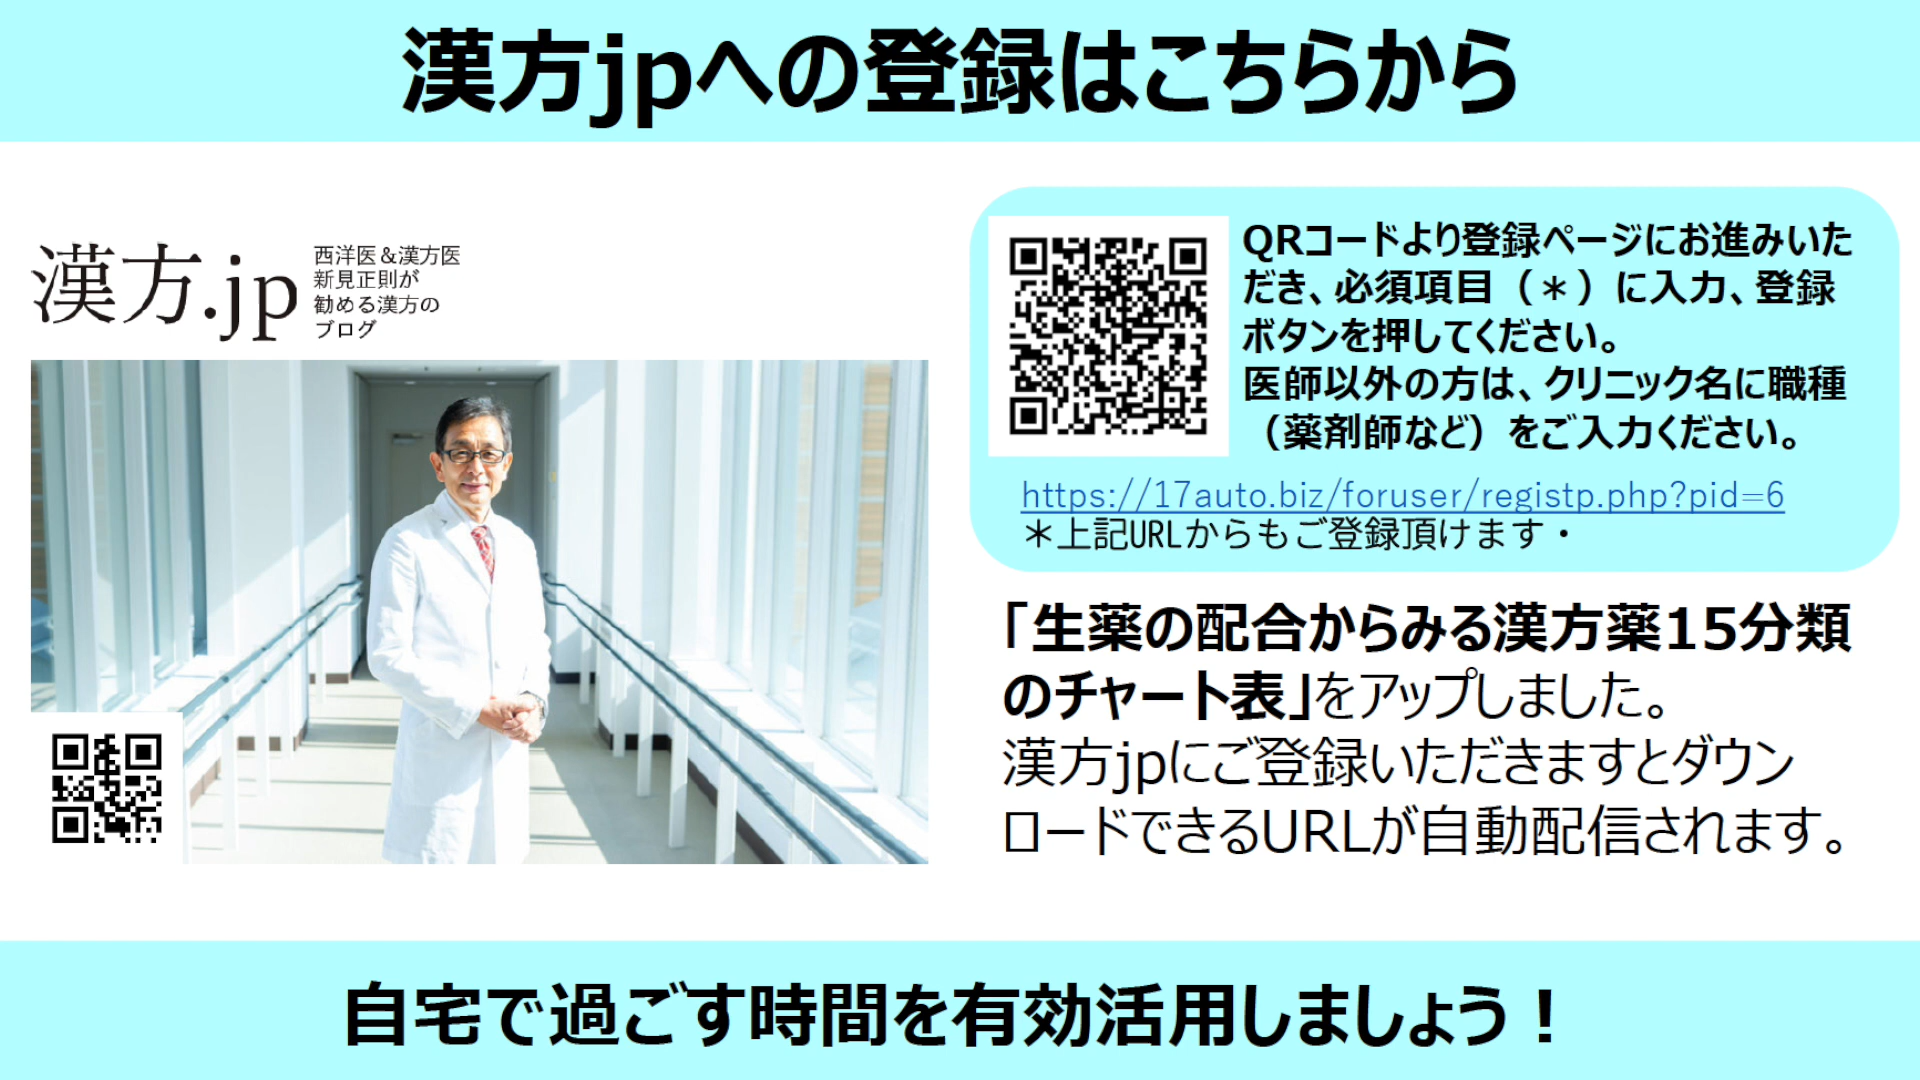 漢方jpへの登録はこちらから
漢方.jp
西洋医&漢方医
新見正則が
勧める漢方の
ブログ
QRコードより登録ページにお進みいた
だき、必須項目（＊）に入力、登録
ボタンを押してください。
医師以外の方は、クリニック名に職種
（薬剤師など）をご入力ください。
https://17auto.biz/foruser/registp.php?pid=6
＊上記URLからもご登録頂けます・
「生薬の配合からみる漢方薬15分類
のチャート表」をアップしました。
漢方jpにご登録いただきますとダウン
ロードできるURLが自動配信されます。
自宅で過ごす時間を有効活用しましょう！